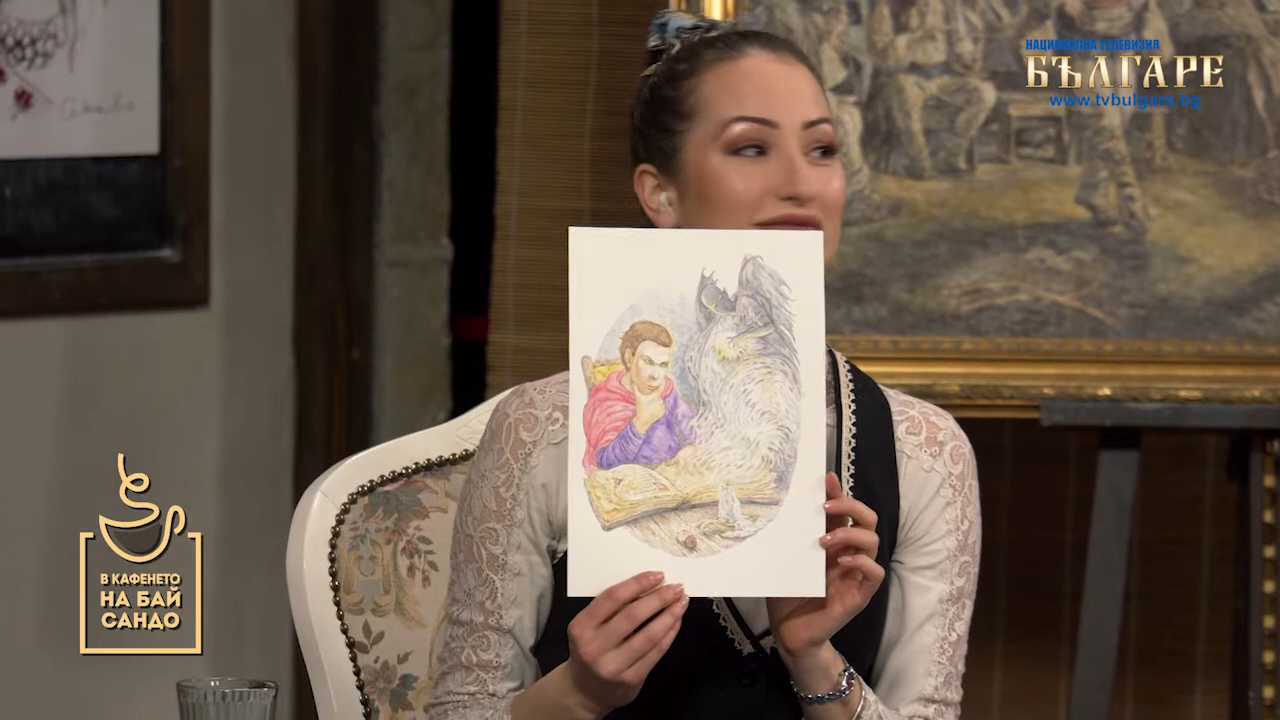 НАЦИОНАЛНА ТЕЛЕВИЗИЯ
БЪЛГАРЕ
www.tvbulgare.bg
В КАФЕНЕТО
НА БАЙ
САНДО